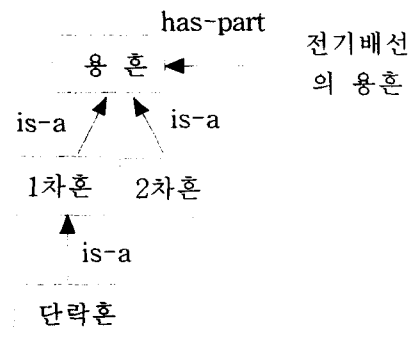 has-part
전기배선
의 용흔
용 흔
is-a
is-a
1차흔
2차흔
is-a
단락흔